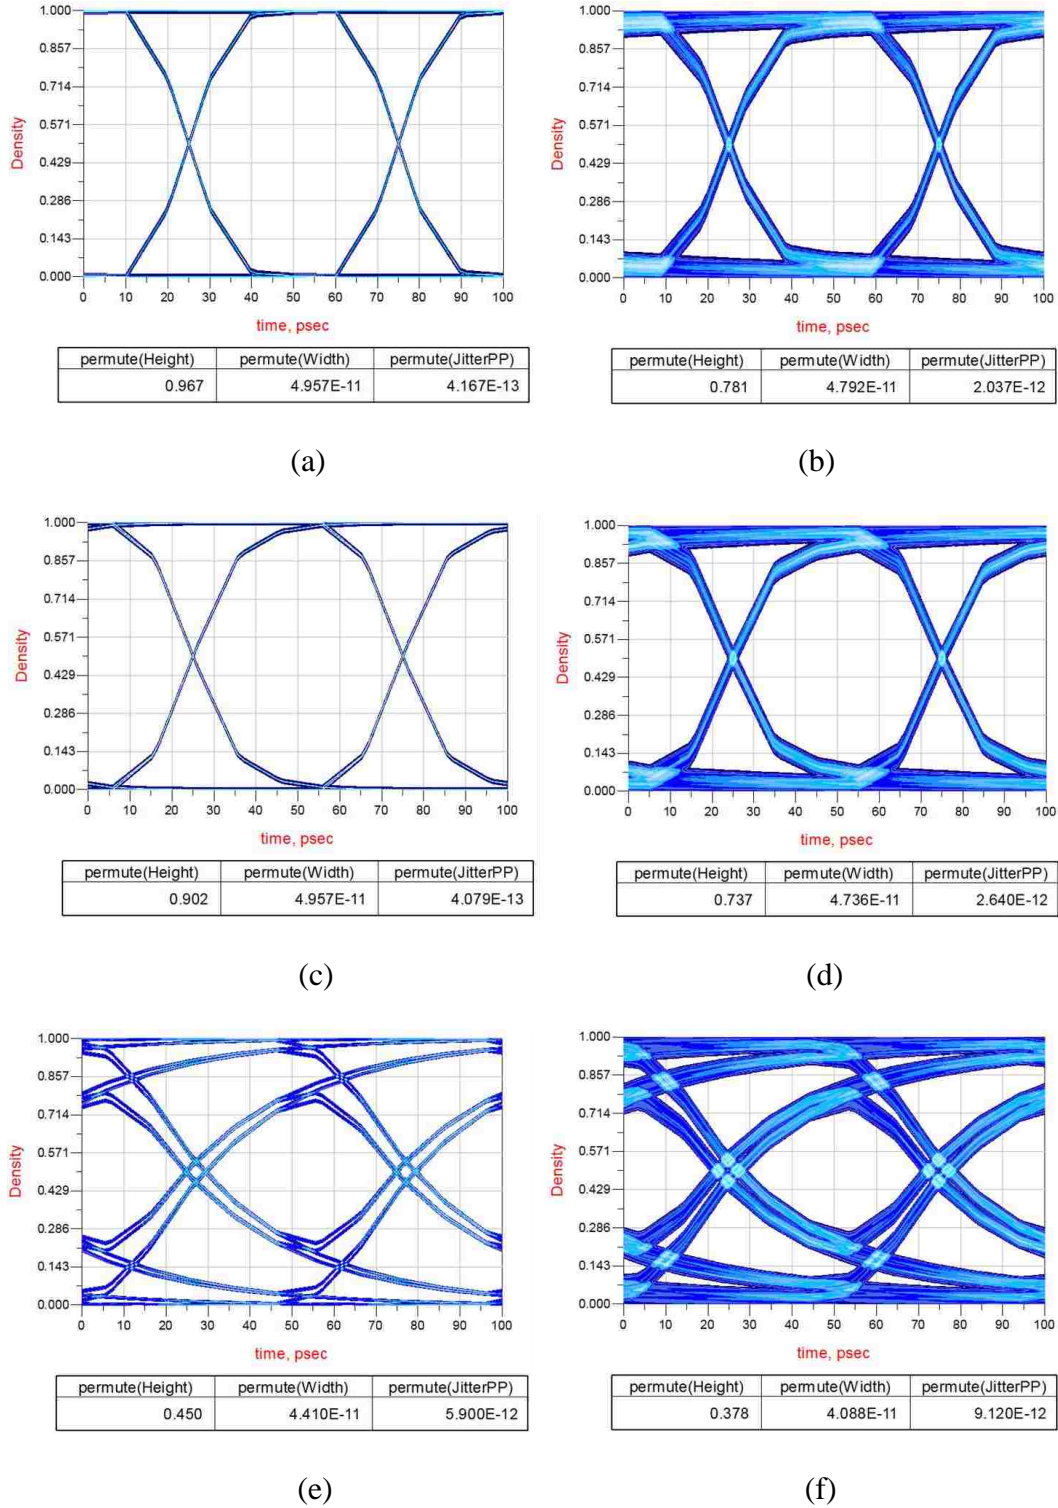 1.000
0.857
0.714
0.571
0.429
0.286
0.143
0.000
Density
0 10 20 30 40 50 60 70 80 90 100
time, psec
permute(Height) permute(Width) permute(JitterPP)
0.967 4.957E-11 4.167E-13
(a)
1.000
0.857
0.714
0.571
0.429
0.286
0.143
0.000
Density
0 10 20 30 40 50 60 70 80 90 100
time, psec
permute(Height) permute(Width) permute(JitterPP)
0.781 4.792E-11 2.037E-12
(b)
1.000
0.857
0.714
0.571
0.429
0.286
0.143
0.000
Density
0 10 20 30 40 50 60 70 80 90 100
time, psec
permute(Height) permute(Width) permute(JitterPP)
0.902 4.957E-11 4.079E-13
(c)
1.000
0.857
0.714
0.571
0.429
0.286
0.143
0.000
Density
0 10 20 30 40 50 60 70 80 90 100
time, psec
permute(Height) permute(Width) permute(JitterPP)
0.737 4.736E-11 2.640E-12
(d)
1.000
0.857
0.714
0.571
0.429
0.286
0.143
0.000
Density
0 10 20 30 40 50 60 70 80 90 100
time, psec
permute(Height) permute(Width) permute(JitterPP)
0.450 4.410E-11 5.900E-12
(e)
1.000
0.857
0.714
0.571
0.429
0.286
0.143
0.000
Density
0 10 20 30 40 50 60 70 80 90 100
time, psec
permute(Height) permute(Width) permute(JitterPP)
0.378 4.088E-11 9.120E-12
(f)